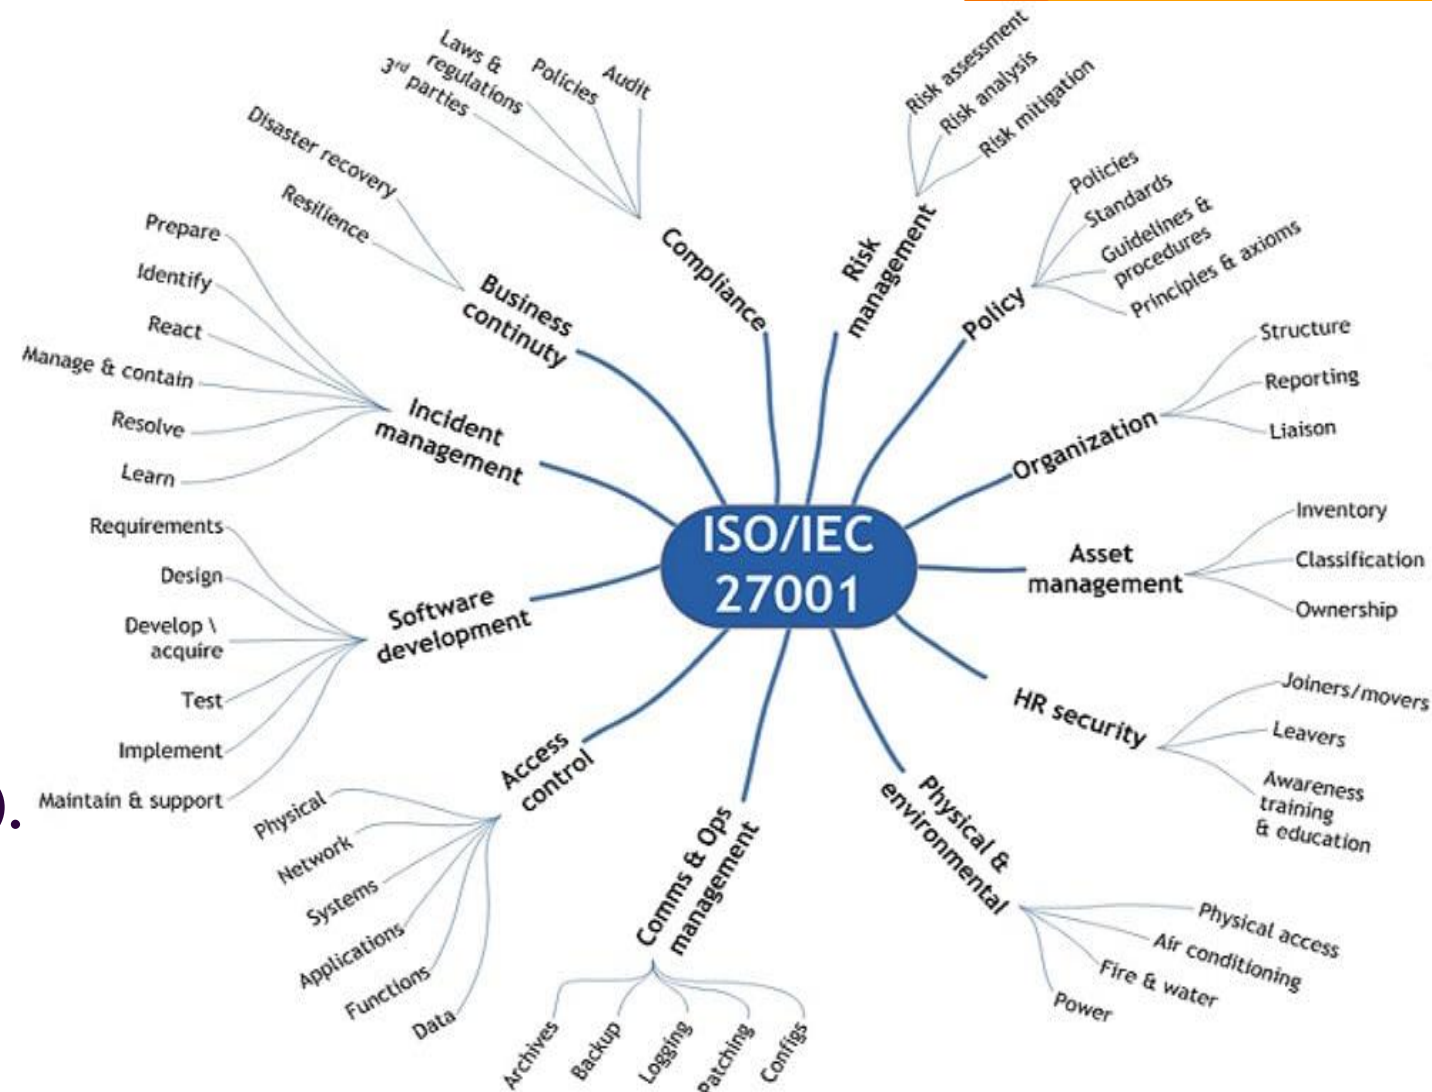 ISO/IEC
27001
Risk
management
Risk assessment
Risk analysis
Risk mitigation
Policy
Policies
Standards
Guidelines &
procedures
Principles & axioms
Organization
Structure
Reporting
Liaison
Asset
management
Inventory
Classification
Ownership
HR security
Joiners/movers
Leavers
Awareness
training
& education
Physical &
environmental
Physical access
Air conditioning
Fire & water
Power
Comms & Ops
management
Archives
Backup
Logging
Patching
Configs
Access
control
Physical
Network
Systems
Applications
Functions
Data
Software
development
Requirements
Design
Develop \
acquire
Test
Implement
Maintain & support
Incident
management
Prepare
Identify
React
Manage & contain
Resolve
Learn
Business
continuty
Disaster recovery
Resilience
Compliance
3rd parties
Laws &
regulations
Policies
Audit
).